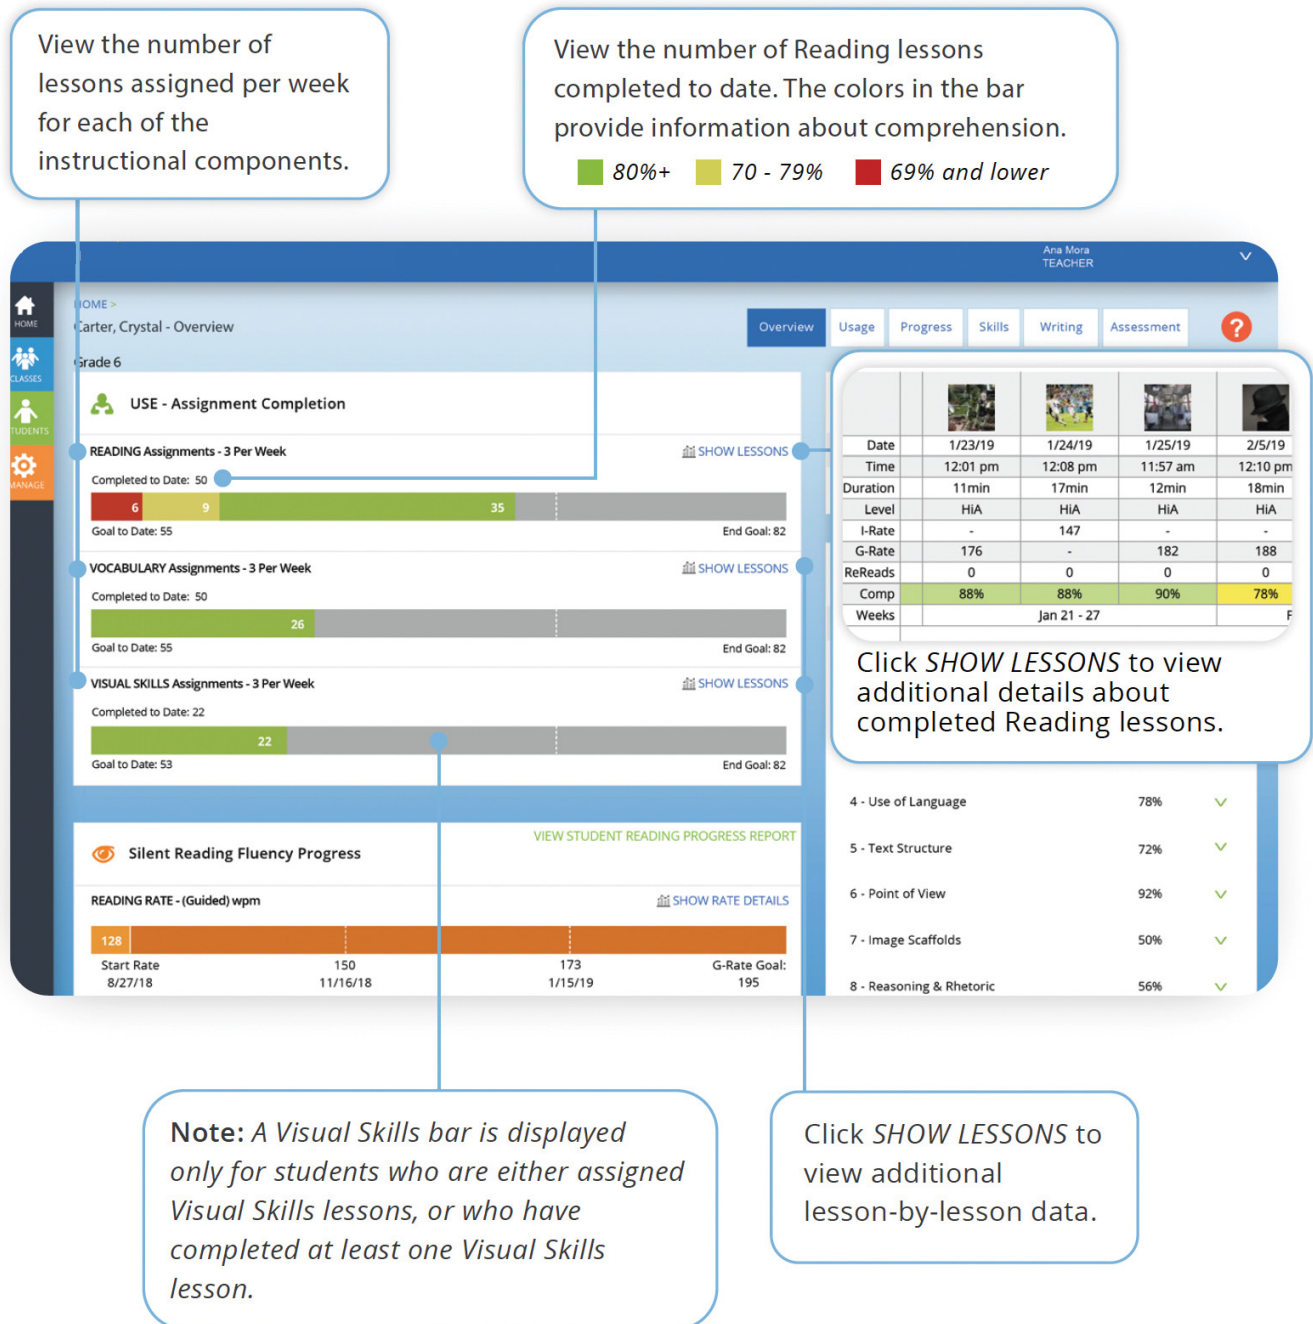 View the number of
lessons assigned per week
for each of the
instructional components.
View the number of Reading lessons
completed to date. The colors in the bar
provide information about comprehension.
80%+ 70 - 79% 69% and lower
Ana Mora
TEACHER
HOME
CLASSES
STUDENTS
MANAGE
HOME >
Carter, Crystal - Overview
Grade 6
Overview Usage Progress Skills Writing Assessment ?
USE - Assignment Completion
READING Assignments - 3 Per Week SHOW LESSONS
Completed to Date: 50
6 9 35
Goal to Date: 55 End Goal: 82
VOCABULARY Assignments - 3 Per Week SHOW LESSONS
Completed to Date: 50
26
Goal to Date: 55 End Goal: 82
VISUAL SKILLS Assignments - 3 Per Week SHOW LESSONS
Completed to Date: 22
22
Goal to Date: 53 End Goal: 82
Date 1/23/19 1/24/19 1/25/19 2/5/19
Time 12:01 pm 12:08 pm 11:57 am 12:10 pm
Duration 11min 17min 12min 18min
Level HiA HiA HiA HiA
I-Rate - 147 - -
G-Rate 176 - 182 188
ReReads 0 0 0 0
Comp 88% 88% 90% 78%
Weeks Jan 21 - 27 F
Click SHOW LESSONS to view
additional details about
completed Reading lessons.
VIEW STUDENT READING PROGRESS REPORT
Silent Reading Fluency Progress
READING RATE - (Guided) wpm SHOW RATE DETAILS
128
Start Rate 150 173 G-Rate Goal:
8/27/18 11/16/18 1/15/19 195
4 - Use of Language 78%
5 - Text Structure 72%
6 - Point of View 92%
7 - Image Scaffolds 50%
8 - Reasoning & Rhetoric 56%
Note: A Visual Skills bar is displayed
only for students who are either assigned
Visual Skills lessons, or who have
completed at least one Visual Skills
lesson.
Click SHOW LESSONS to
view additional
lesson-by-lesson data.